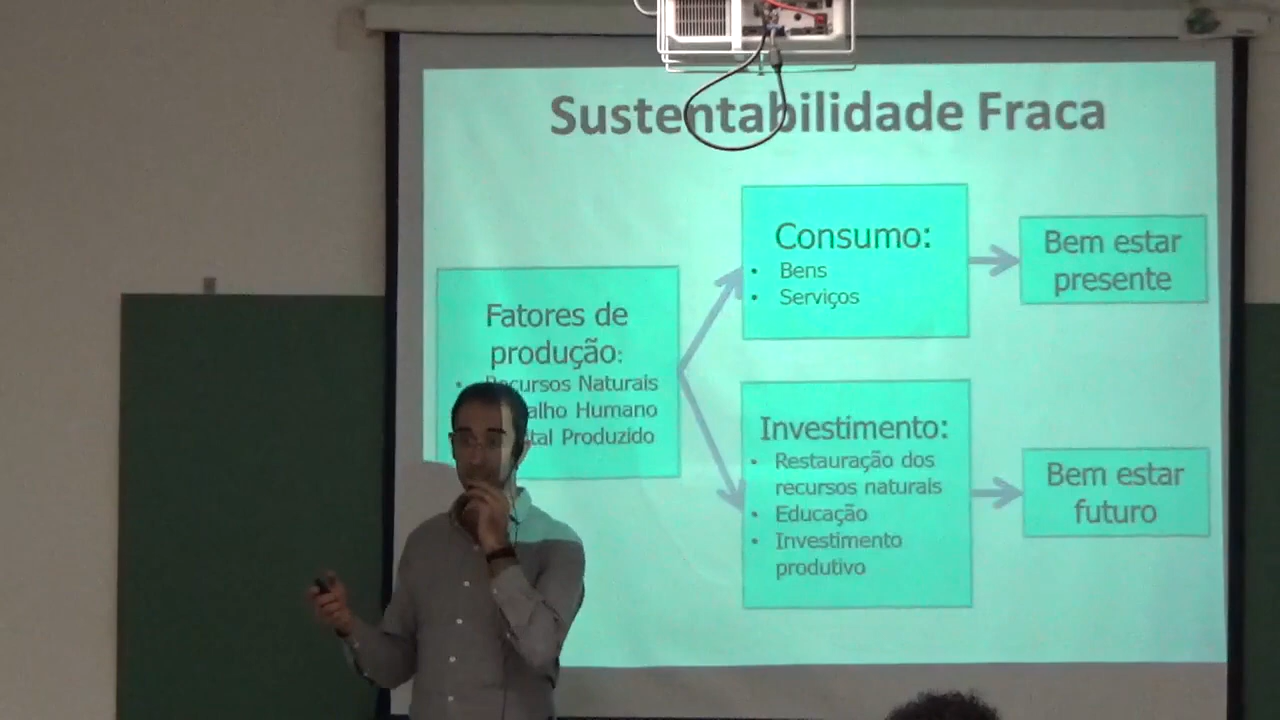 Sustentabilidade Fraca
Fatores de
produção:
• Recursos Naturais
Humano
Produzido
Consumo:
• Bens
• Serviços
Bem estar
presente
Investimento:
• Restauração dos
recursos naturais
• Educação
• Investimento
produtivo
Bem estar
futuro